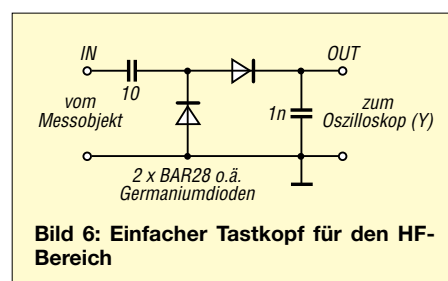 IN
OUT
10
1n
vom
Messobjekt
zum
Oszilloskop (Y)
2 x BAR28 o.ä.
Germaniumdioden
Bild 6: Einfacher Tastkopf für den HF-
Bereich